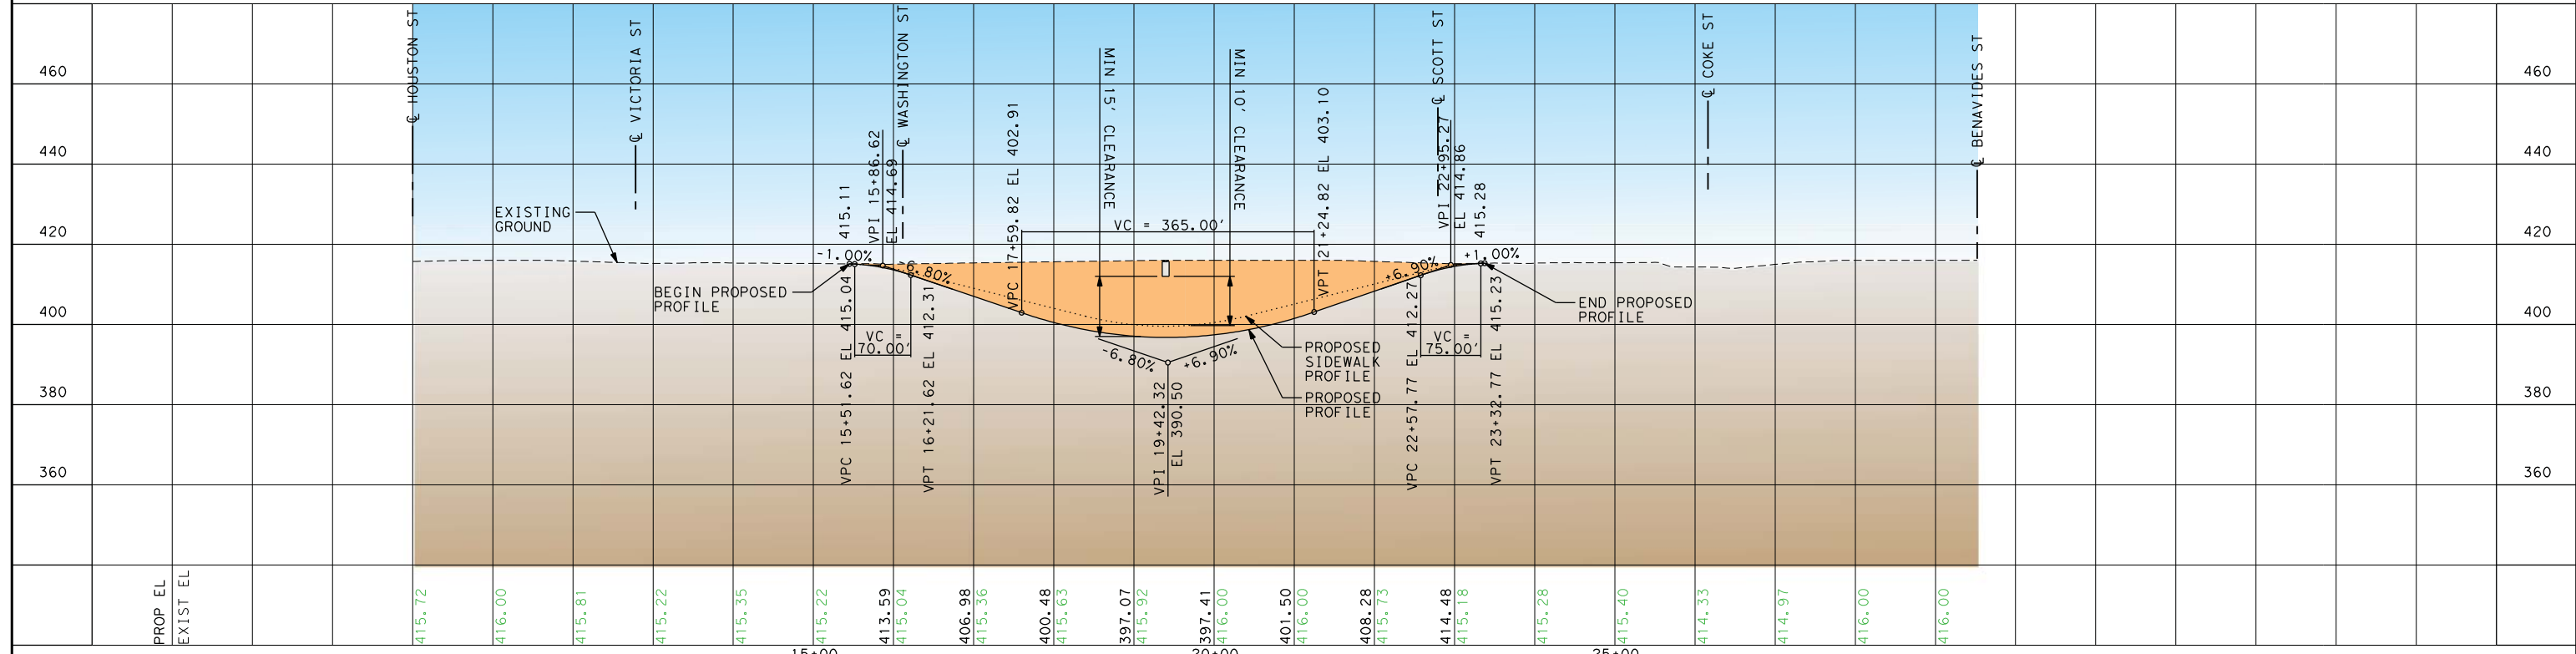 460
440
420
400
380
360
℄ HOUSTON ST
℄ VICTORIA ST
℄ WASHINGTON ST
℄ SCOTT ST
℄ COKE ST
℄ BENAVIDES ST
460
440
420
400
380
360
EXISTING
GROUND
BEGIN PROPOSED
PROFILE
415.11
-1.00%
VPI 15+86.62
EL 414.69
-6.80%
VPC 15+51.62 EL 415.04
VC =
70.00'
VPT 16+21.62 EL 412.31
VPC 17+59.82 EL 402.91
MIN 15' CLEARANCE
VC = 365.00'
MIN 10' CLEARANCE
VPT 21+24.82 EL 403.10
-6.80%
+6.90%
VPI 19+42.32
EL 390.50
PROPOSED
SIDEWALK
PROFILE
PROPOSED
PROFILE
+6.90%
VPI 22+95.27
EL 414.86
415.28
+1.00%
VPC 22+57.77 EL 412.27
VC =
75.00'
VPT 23+32.77 EL 415.23
END PROPOSED
PROFILE
PROP EL
EXIST EL
415.72
416.00
415.81
415.22
415.35
415.22
413.59
415.04
406.98
415.36
400.48
415.63
397.07
415.92
397.41
416.00
401.50
416.00
408.28
415.73
414.48
415.18
415.28
415.40
414.33
414.97
416.00
416.00
15+00
20+00
25+00